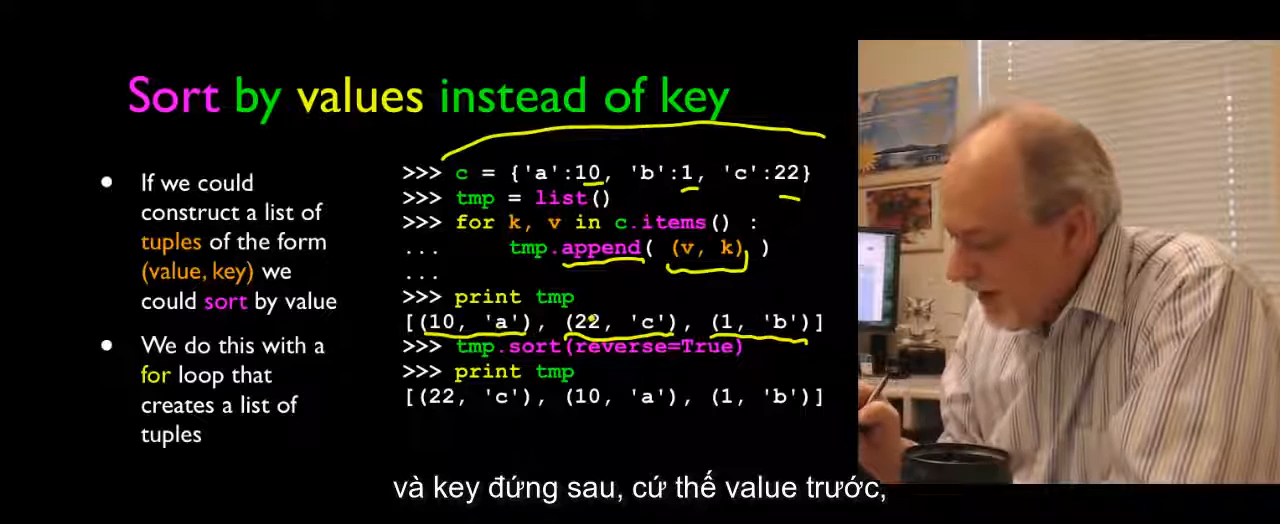 Sort by values instead of key
If we could
construct a list of
tuples of the form
(value, key) we
could sort by value
We do this with a
for loop that
creates a list of
tuples
>>> c = {'a':10, 'b':1, 'c':22}
>>> tmp = list()
>>> for k, v in c.items() :
...      tmp.append( (v, k) )
...
>>> print tmp
[(10, 'a'), (22, 'c'), (1, 'b')]
>>> tmp.sort(reverse=True)
>>> print tmp
[(22, 'c'), (10, 'a'), (1, 'b')]
và key đứng sau, cứ thế value trước,